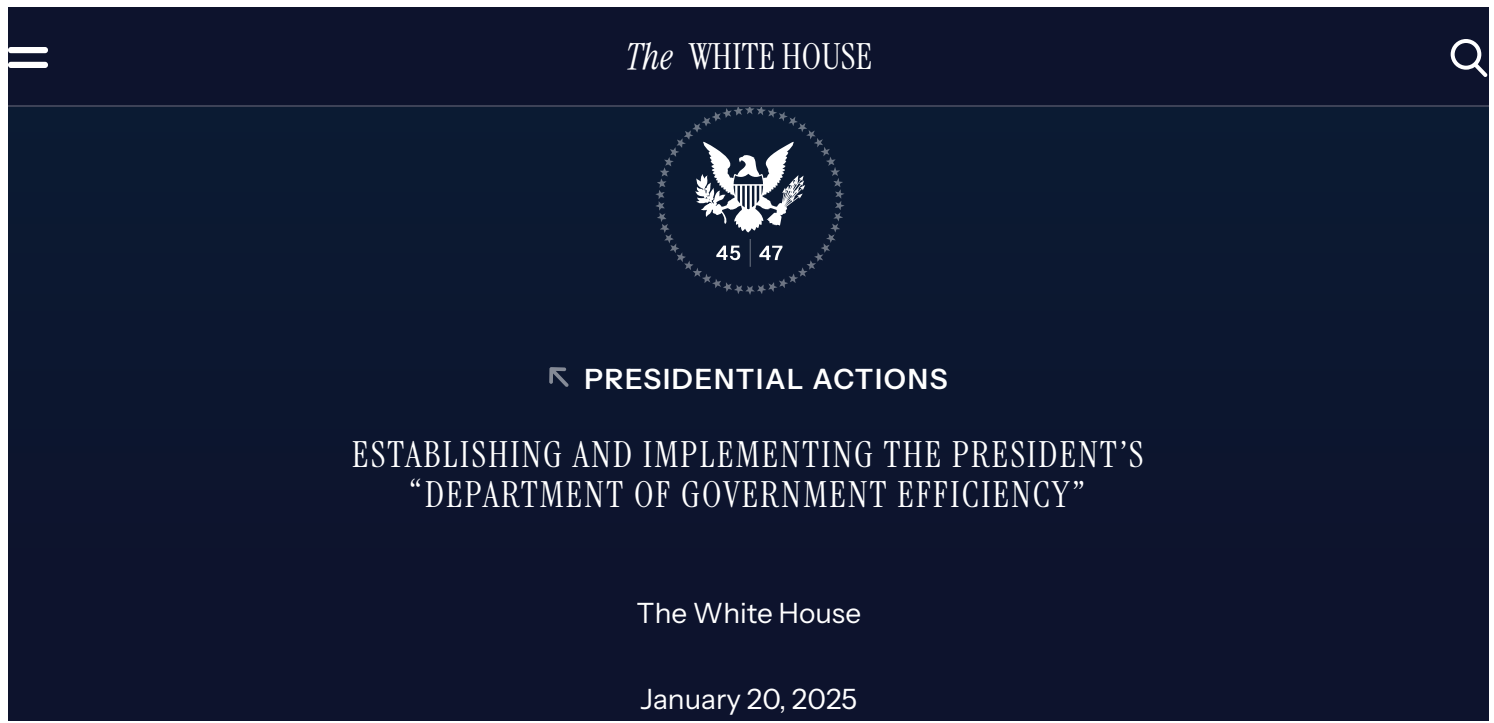 The WHITE HOUSE
45 | 47
PRESIDENTIAL ACTIONS
ESTABLISHING AND IMPLEMENTING THE PRESIDENT’S
“DEPARTMENT OF GOVERNMENT EFFICIENCY”
The White House
January 20, 2025